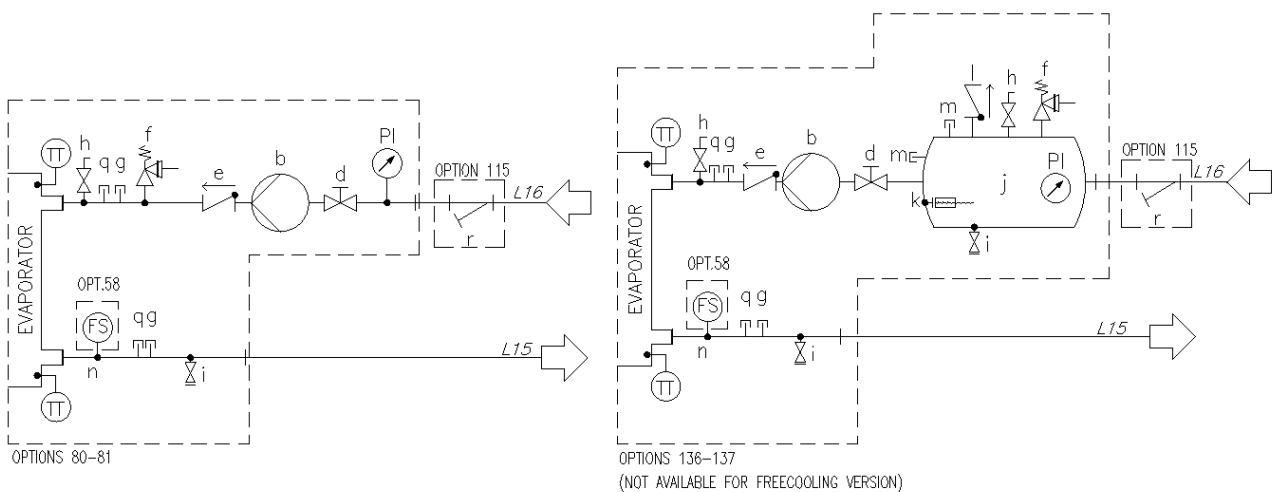 TT
h
q g
f
e
b
d
PI
OPTION 115
L16
r
EVAPORATOR
OPT.58
FS
n
q g
i
L15
TT
OPTIONS 80-81
TT
h
q g
e
b
d
m
m
l
h
f
PI
j
k
i
OPTION 115
L16
r
EVAPORATOR
OPT.58
FS
n
q g
i
L15
TT
OPTIONS 136-137
(NOT AVAILABLE FOR FREECOOLING VERSION)